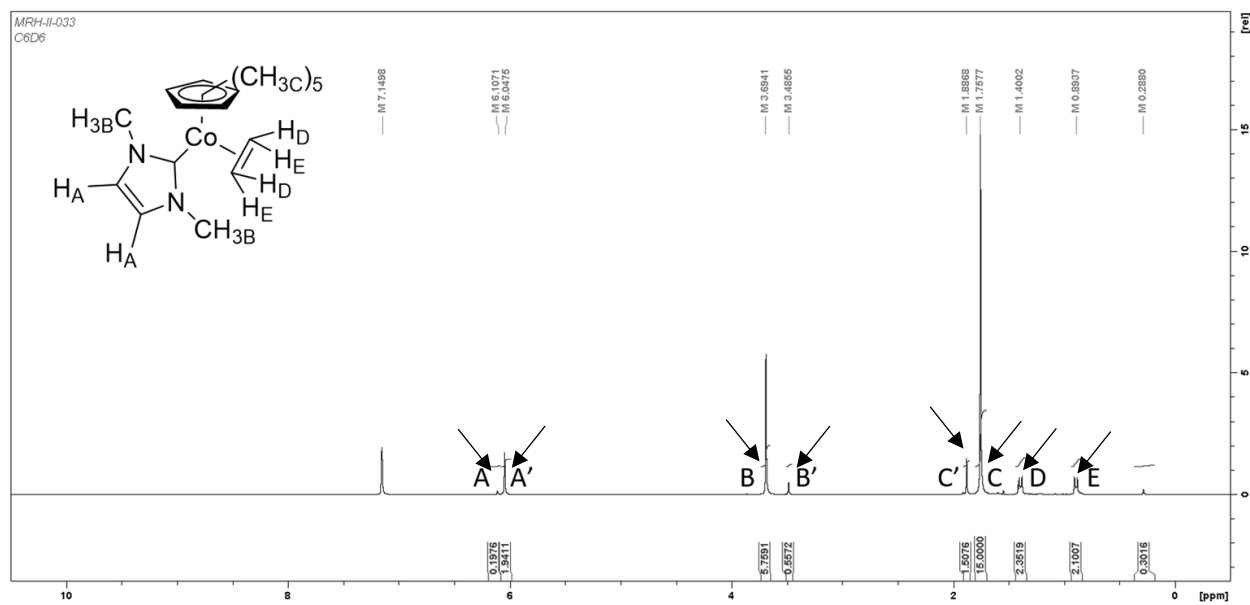 MRH-II-033
C6D6
(CH3C)5
H3BC
Co
HD
N
HE
HD
HA
N
HE
CH3B
HA
M 7.1498
M 6.1071
M 6.0475
M 3.6941
M 3.4855
M 1.8868
M 1.7577
M 1.4002
M 0.8937
M 0.2880
[rel]
15
10
5
0
A
A’
B
B’
C’
C
D
E
0.1976
1.9411
5.7591
0.5572
1.5076
15.0000
2.3519
2.1007
0.3016
10
8
6
4
2
0
[ppm]